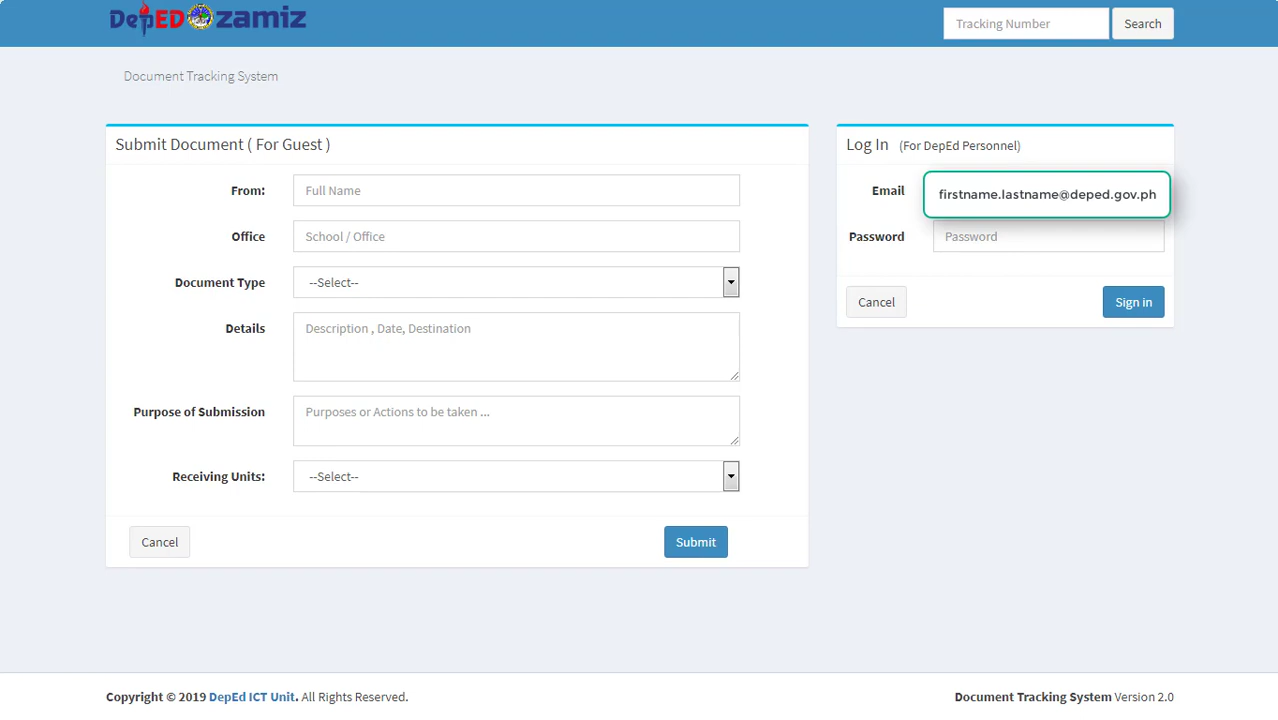 DepED Ozamiz
Tracking Number
Search
Document Tracking System
Submit Document ( For Guest )
From:
Full Name
Office
School / Office
Document Type
--Select--
Details
Description , Date, Destination
Purpose of Submission
Purposes or Actions to be taken ...
Receiving Units:
--Select--
Cancel
Submit
Log In (For DepEd Personnel)
Email
firstname.lastname@deped.gov.ph
Password
Password
Cancel
Sign in
Copyright © 2019 DepEd ICT Unit. All Rights Reserved.
Document Tracking System Version 2.0